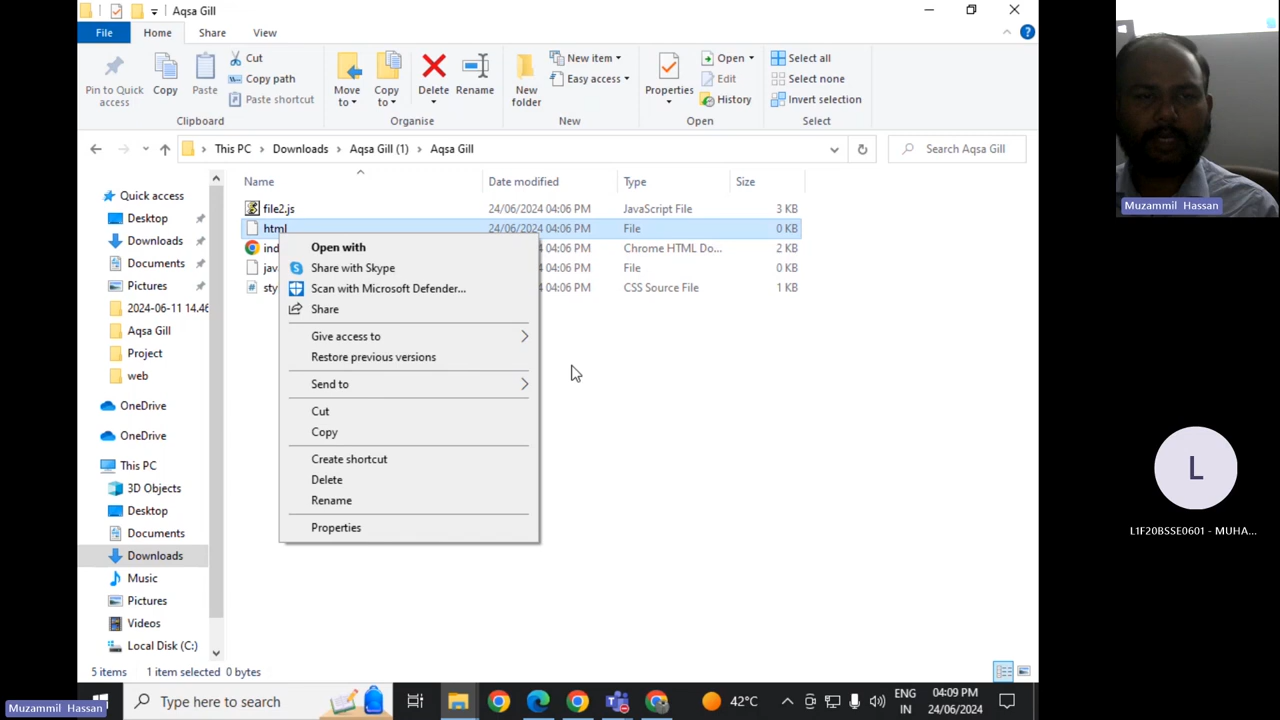 Aqsa Gill
File
Home
Share
View
Pin to Quick access
Copy
Paste
Cut
Copy path
Paste shortcut
Clipboard
Move to
Copy to
Delete
Rename
Organise
New folder
New item
Easy access
New
Properties
Open
Edit
History
Open
Select all
Select none
Invert selection
Select
This PC > Downloads > Aqsa Gill (1) > Aqsa Gill
Search Aqsa Gill
Name Date modified Type Size
file2.js 24/06/2024 04:06 PM JavaScript File 3 KB
html 24/06/2024 04:06 PM File 0 KB
ind 04:06 PM Chrome HTML Do... 2 KB
jav 04:06 PM File 0 KB
sty 04:06 PM CSS Source File 1 KB
Open with
Share with Skype
Scan with Microsoft Defender...
Share
Give access to
Restore previous versions
Send to
Cut
Copy
Create shortcut
Delete
Rename
Properties
Quick access
Desktop
Downloads
Documents
Pictures
2024-06-11 14.46
Aqsa Gill
Project
web
OneDrive
OneDrive
This PC
3D Objects
Desktop
Documents
Downloads
Music
Pictures
Videos
Local Disk (C:)
5 items 1 item selected 0 bytes
Type here to search
42°C
ENG
IN
04:09 PM
24/06/2024
Muzammil Hassan
Muzammil Hassan
L
L1F20BSSE0601 - MUHA...